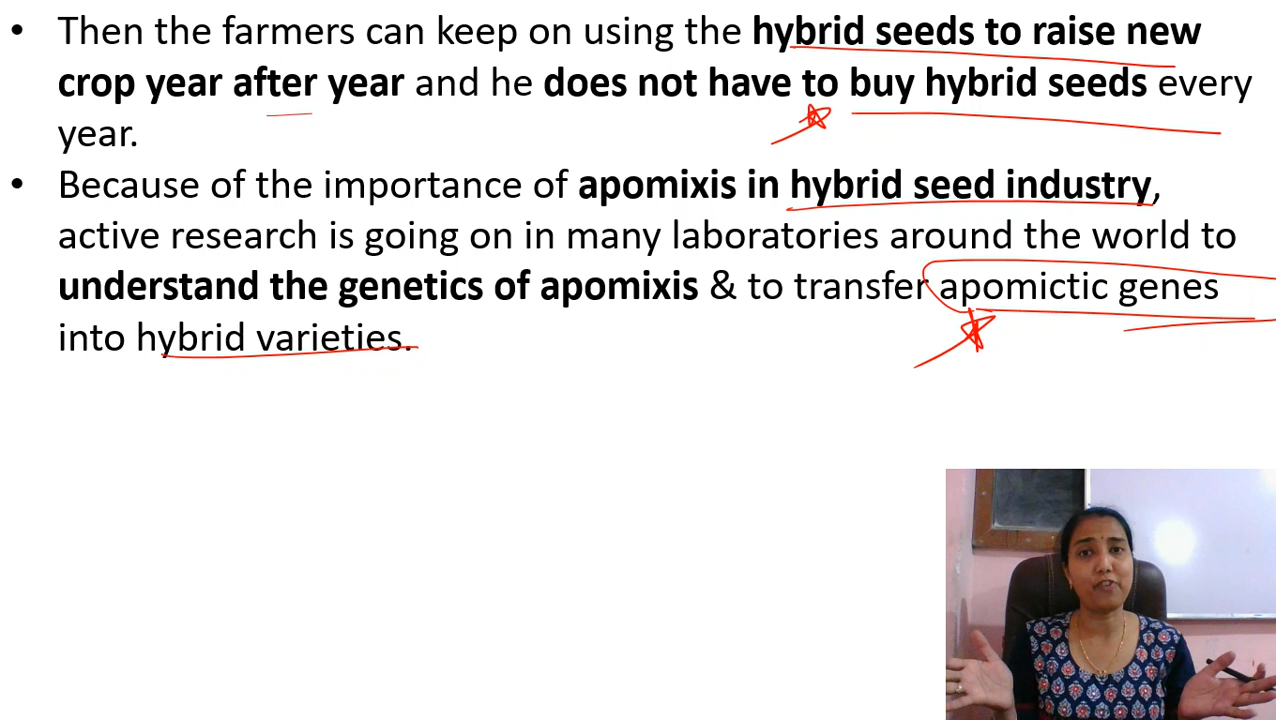 • Then the farmers can keep on using the hybrid seeds to raise new
crop year after year and he does not have to buy hybrid seeds every
year.
• Because of the importance of apomixis in hybrid seed industry,
active research is going on in many laboratories around the world to
understand the genetics of apomixis & to transfer apomictic genes
into hybrid varieties.